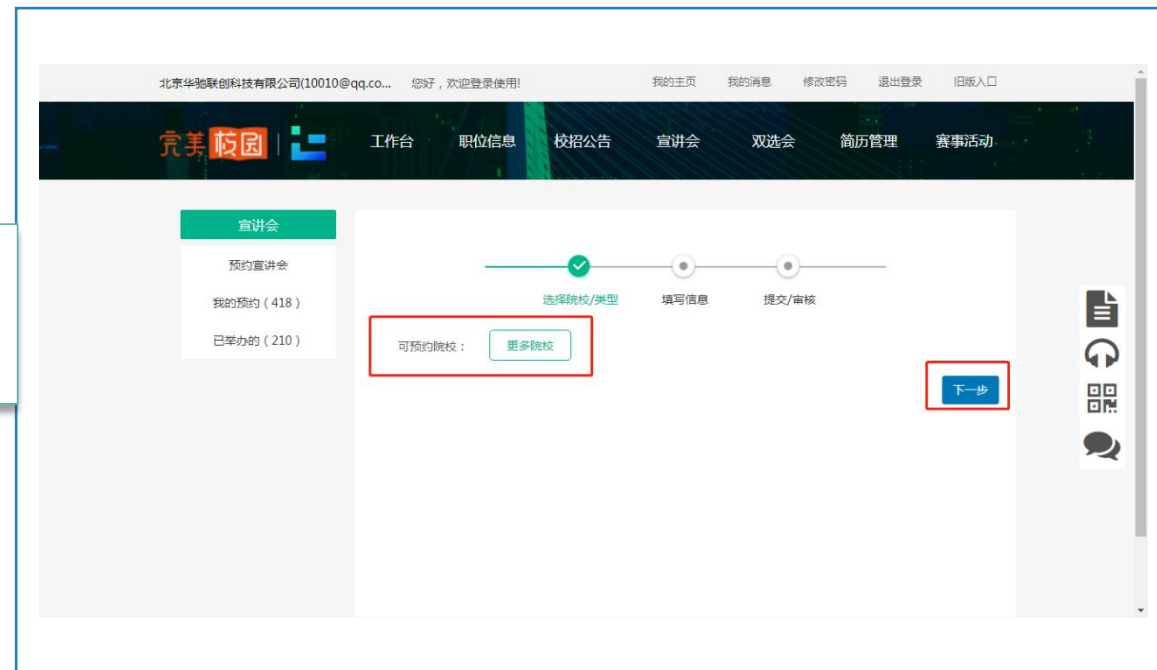 北京华驰联创科技有限公司(10010@qq.co... 您好，欢迎登录使用! 我的主页 我的消息 修改密码 退出登录 旧版入口
完美校园 工作台 职位信息 校招公告 宣讲会 双选会 简历管理 赛事活动
宣讲会
预约宣讲会
我的预约（418）
已举办的（210）
选择院校/类型 填写信息 提交/审核
可预约院校： 更多院校
下一步